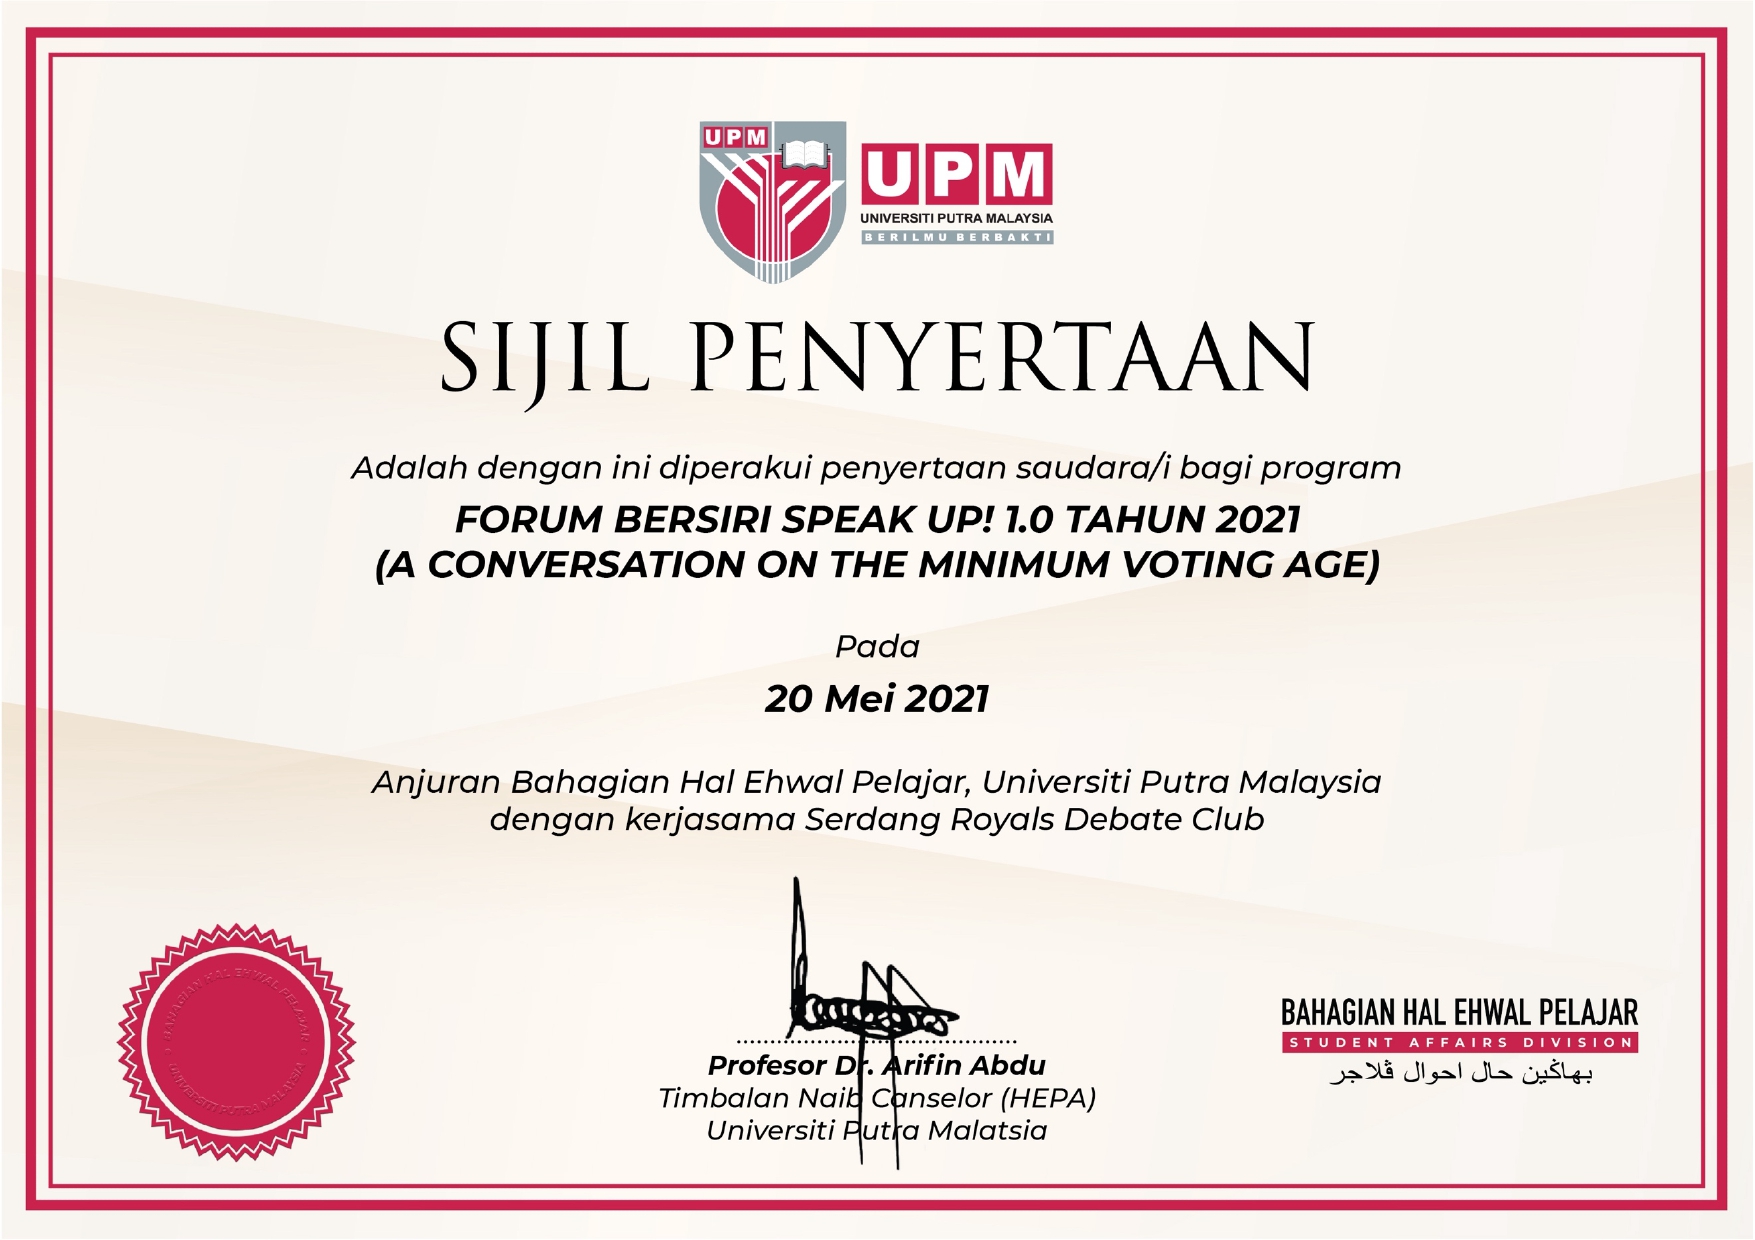 UPM
UPM
UNIVERSITI PUTRA MALAYSIA
BERILMU BERBAKTI
SIJIL PENYERTAAN
Adalah dengan ini diperakui penyertaan saudara/i bagi program
FORUM BERSIRI SPEAK UP! 1.0 TAHUN 2021
(A CONVERSATION ON THE MINIMUM VOTING AGE)
Pada
20 Mei 2021
Anjuran Bahagian Hal Ehwal Pelajar, Universiti Putra Malaysia
dengan kerjasama Serdang Royals Debate Club
BAHAGIAN HAL EHWAL PELAJAR
UNIVERSITI PUTRA MALAYSIA
Profesor Dr. Arifin Abdu
Timbalan Naib Canselor (HEPA)
Universiti Putra Malatsia
BAHAGIAN HAL EHWAL PELAJAR
STUDENT AFFAIRS DIVISION
بهاݢين حال احوال ڤلاجر